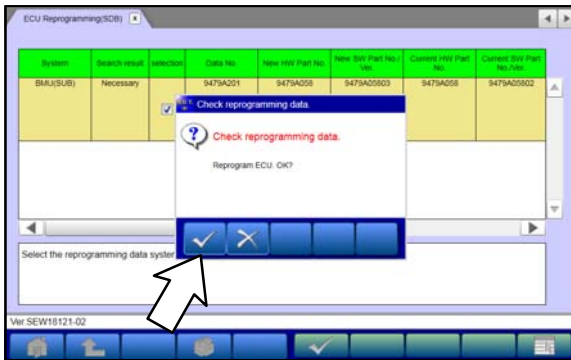 ECU Reprogramming(SDB)
System Search result selection Data No. New HW Part No. New SW Part No./ Ver. Current HW Part No. Current SW Part No./Ver.
BMU(SUB) Necessary 9479A201 9479A058 9479A05803 9479A058 9479A05802
Check reprogramming data.
Check reprogramming data.
Reprogram ECU. OK?
Select the reprogramming data system
Ver.SEW18121-02